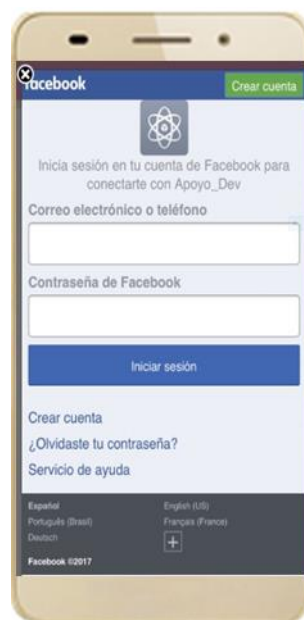 facebook
Crear cuenta
Inicia sesión en tu cuenta de Facebook para
conectarte con Apoyo_Dev
Correo electrónico o teléfono
Contraseña de Facebook
Iniciar sesión
Crear cuenta
¿Olvidaste tu contraseña?
Servicio de ayuda
Español
English (US)
Português (Brasil)
Français (France)
Deutsch
Facebook ©2017